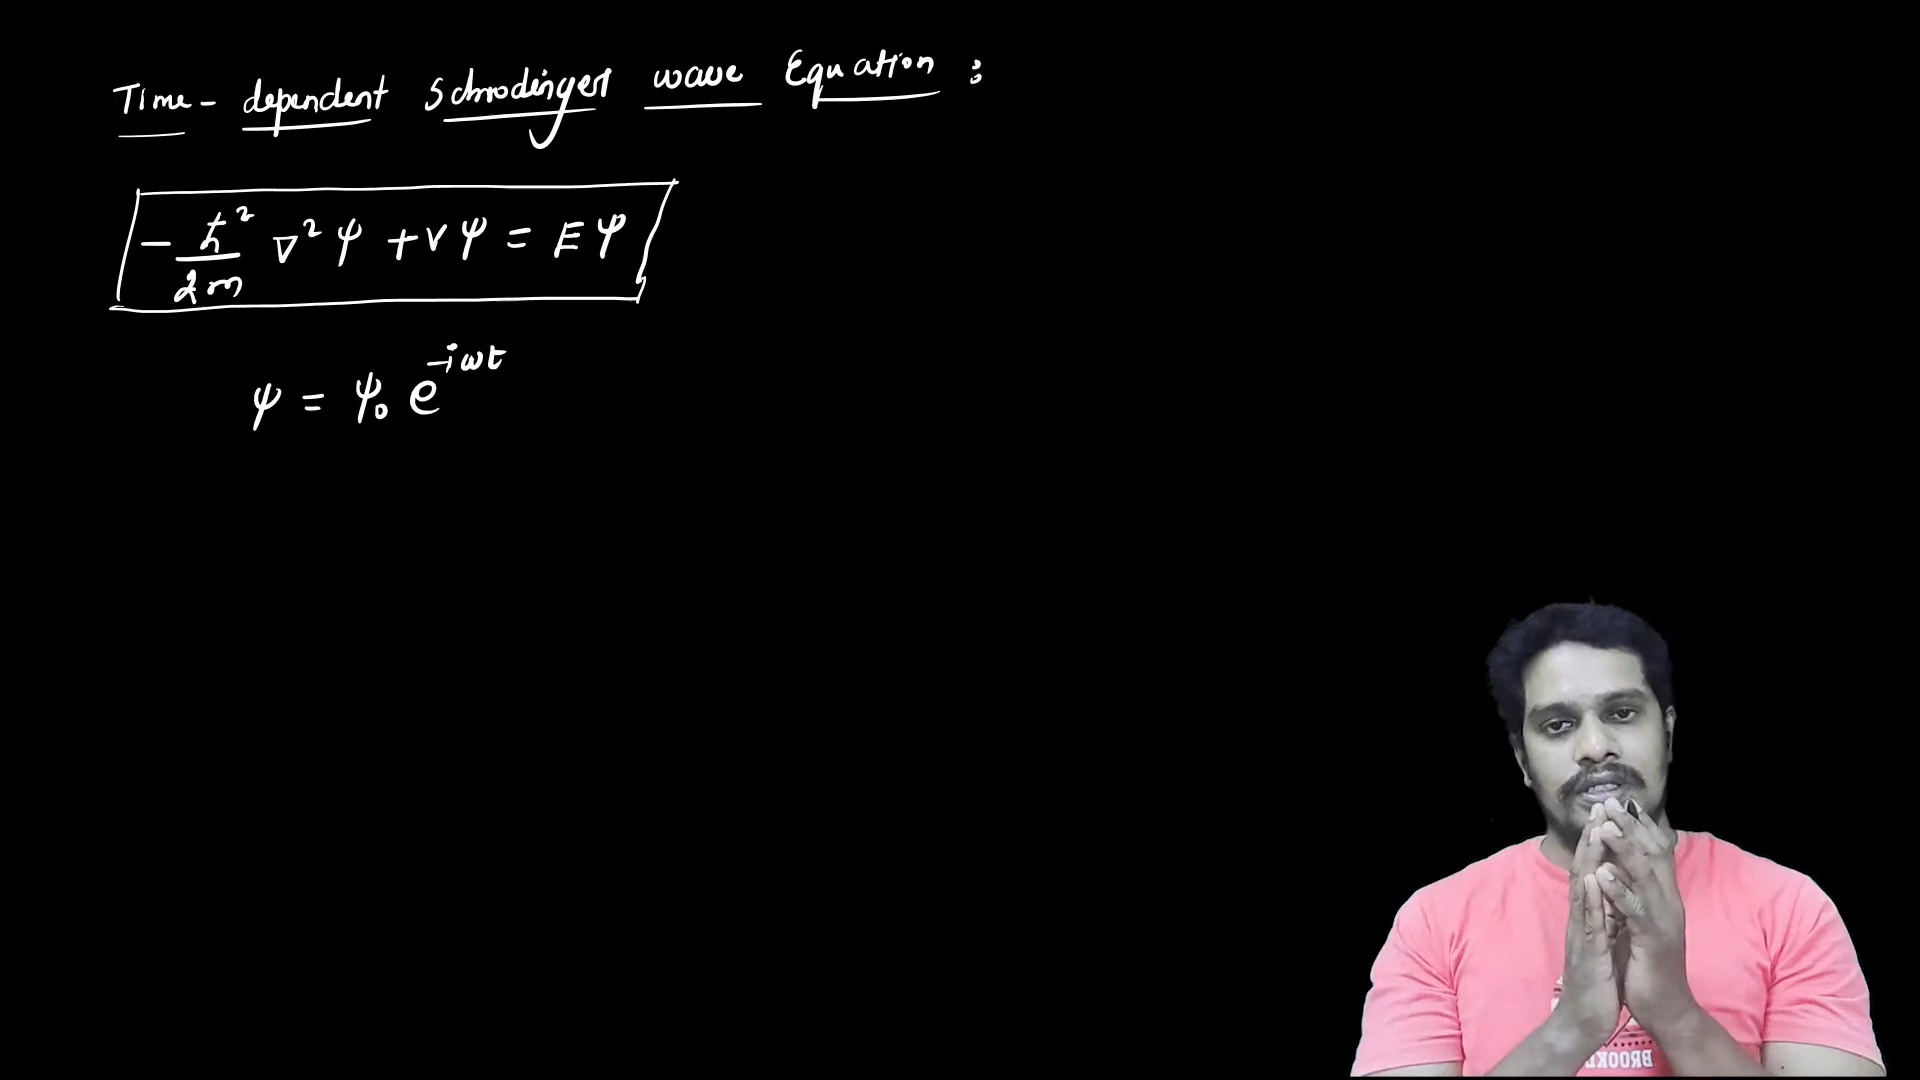 Time - dependent Schrodinger wave Equation :
-ℏ²/2m ∇²ψ + Vψ = Eψ
ψ = ψ₀ e^(-iωt)